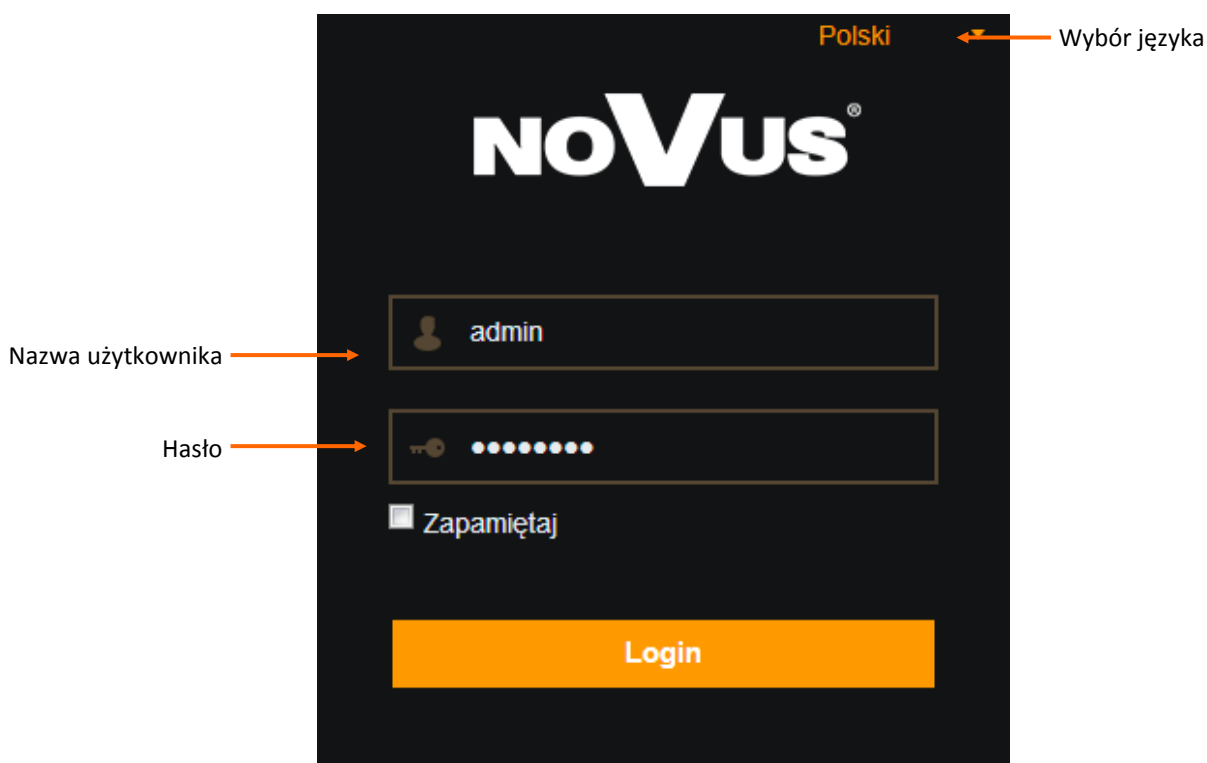 Polski
Wybór języka
NOVUS®
admin
Nazwa użytkownika
Hasło
••••••••
Zapamiętaj
Login